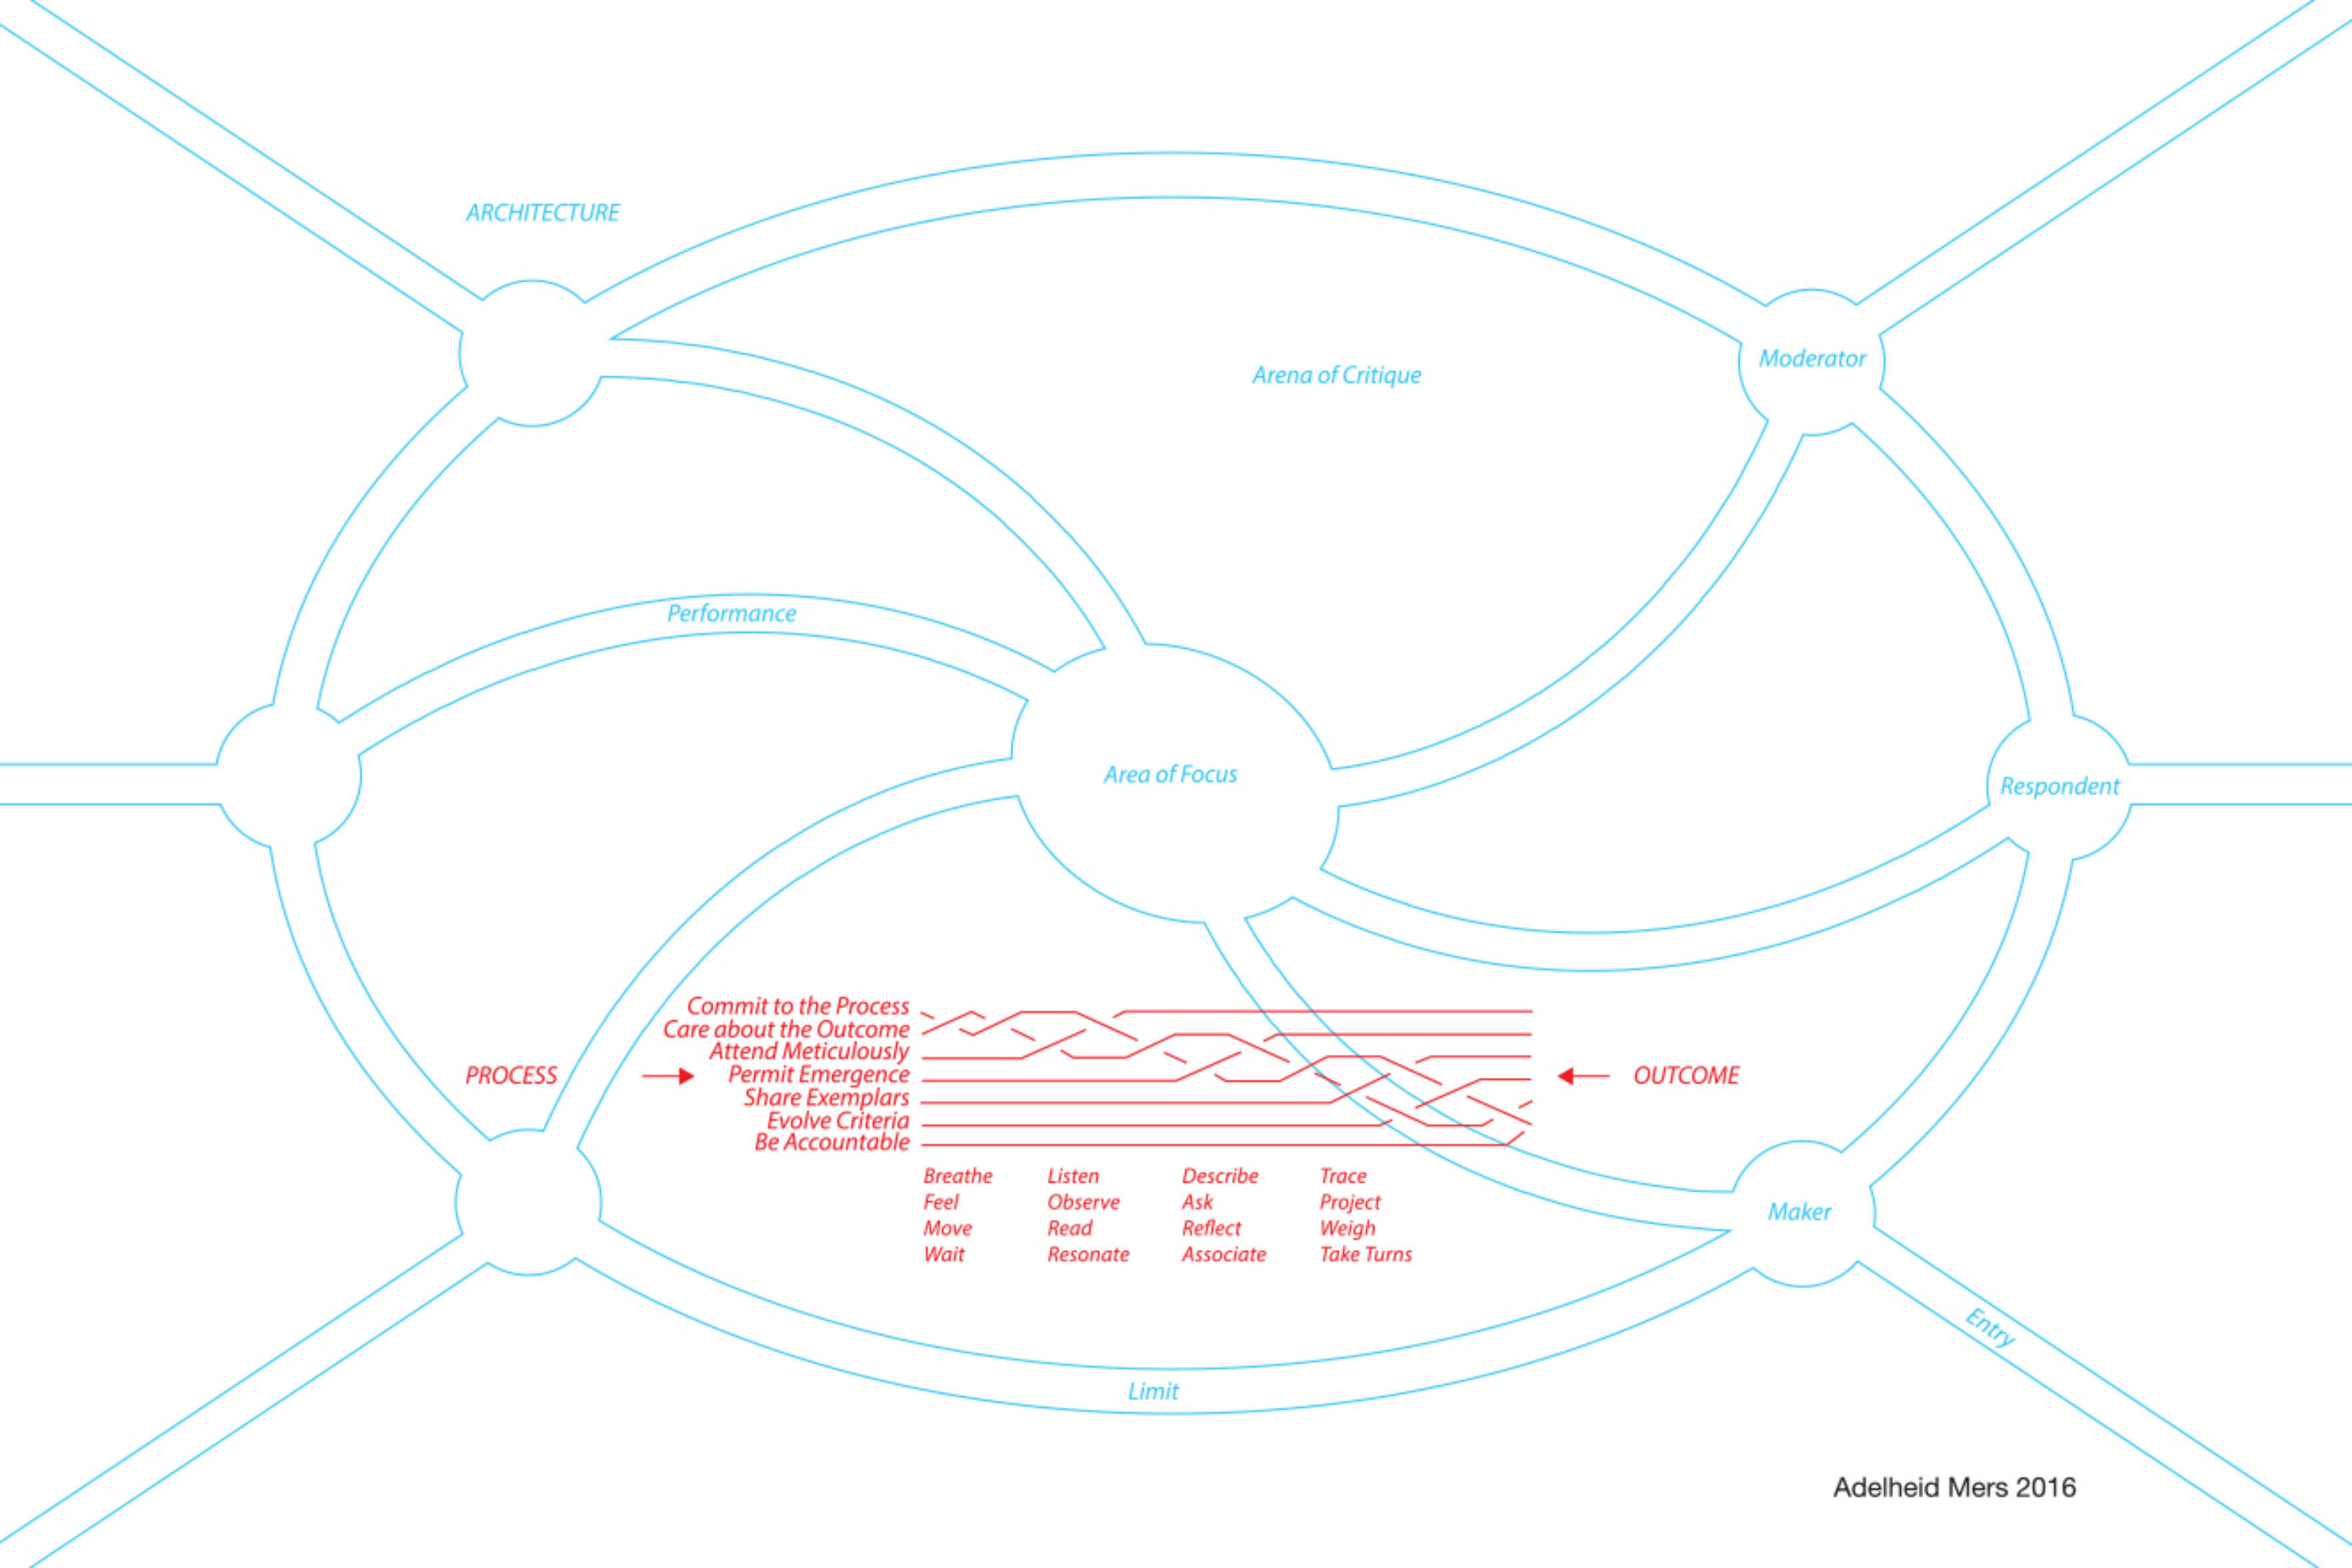 ARCHITECTURE
Moderator
Arena of Critique
Performance
Area of Focus
Respondent
Commit to the Process
Care about the Outcome
Attend Meticulously
PROCESS
Permit Emergence
OUTCOME
Share Exemplars
Evolve Criteria
Be Accountable
Breathe Listen Describe Trace
Feel Observe Ask Project
Move Read Reflect Weigh
Wait Resonate Associate Take Turns
Maker
Entry
Limit
Adelheid Mers 2016